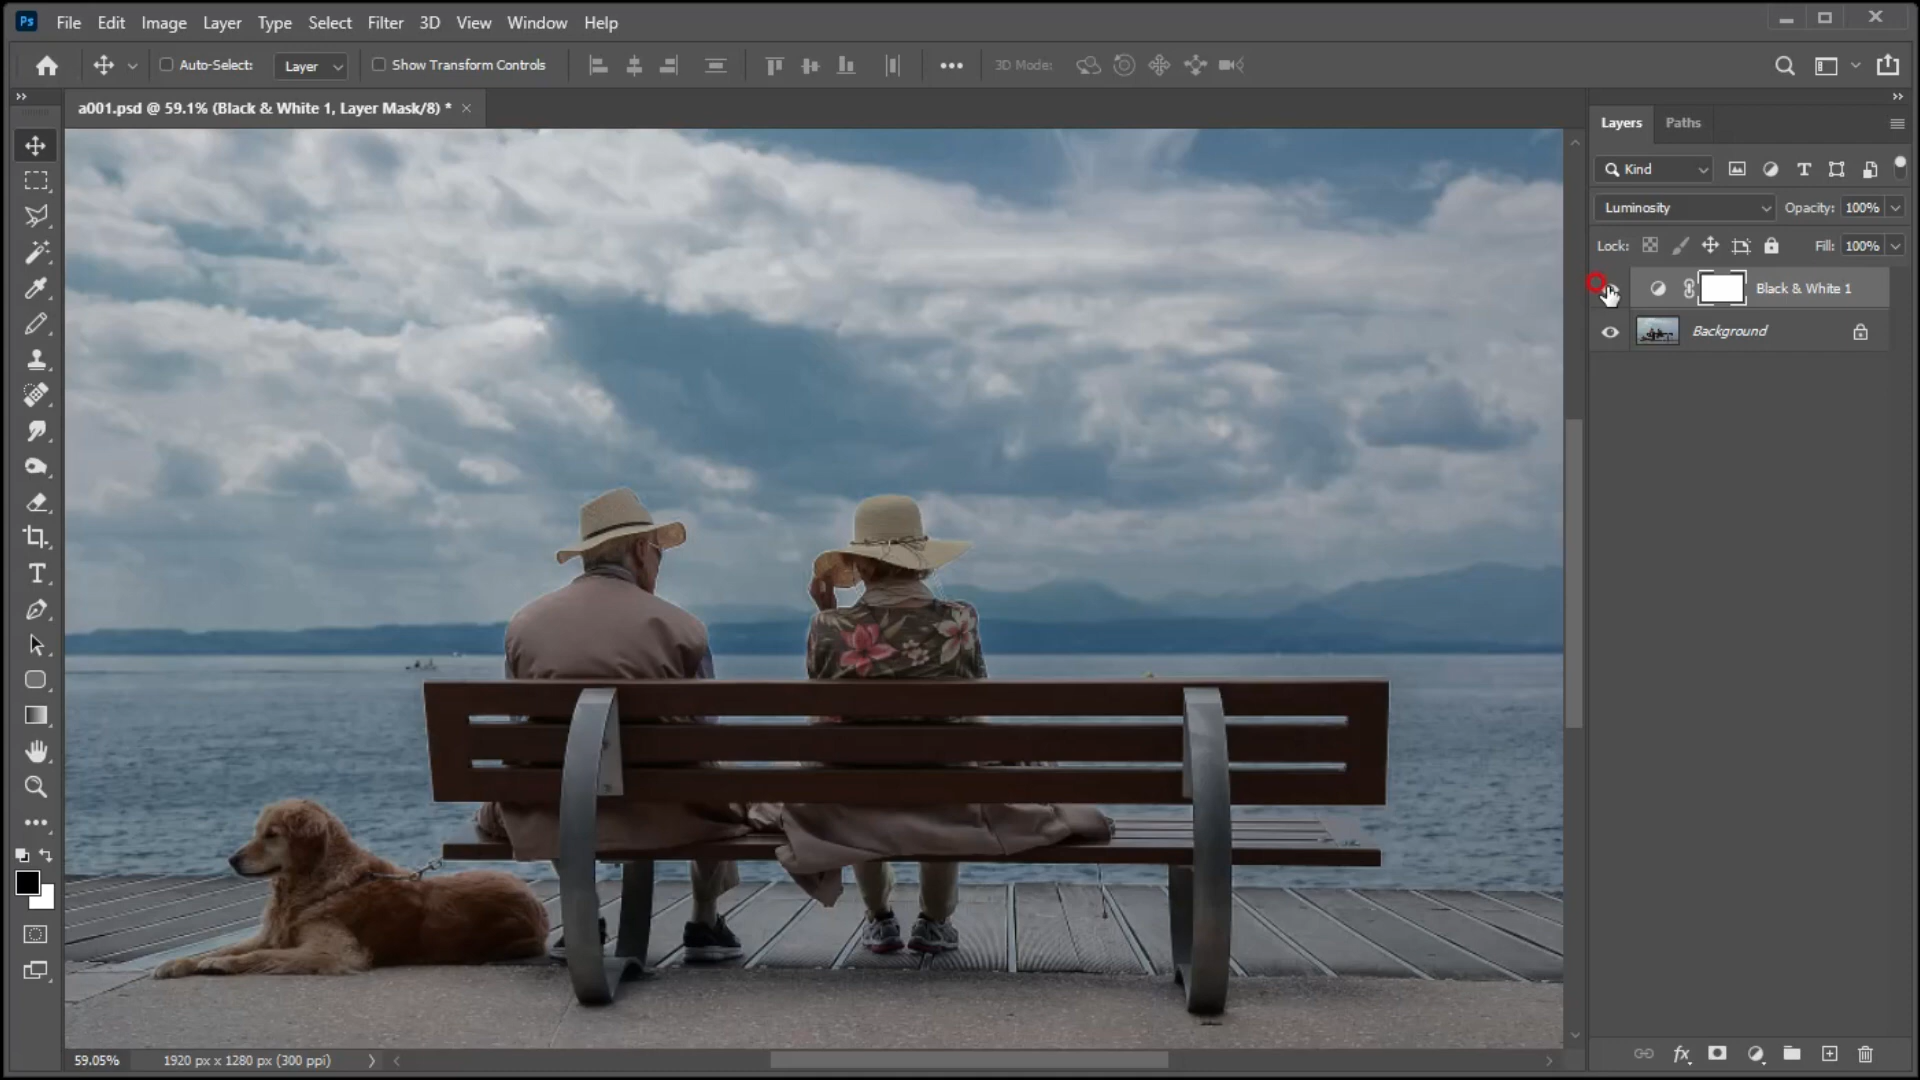 Ps File Edit Image Layer Type Select Filter 3D View Window Help
Auto-Select: Layer Show Transform Controls 3D Mode:
a001.psd @ 59.1% (Black & White 1, Layer Mask/8) *
Layers Paths
Kind
Luminosity Opacity: 100%
Lock: Fill: 100%
Black & White 1
Background
59.05% 1920 px x 1280 px (300 ppi)